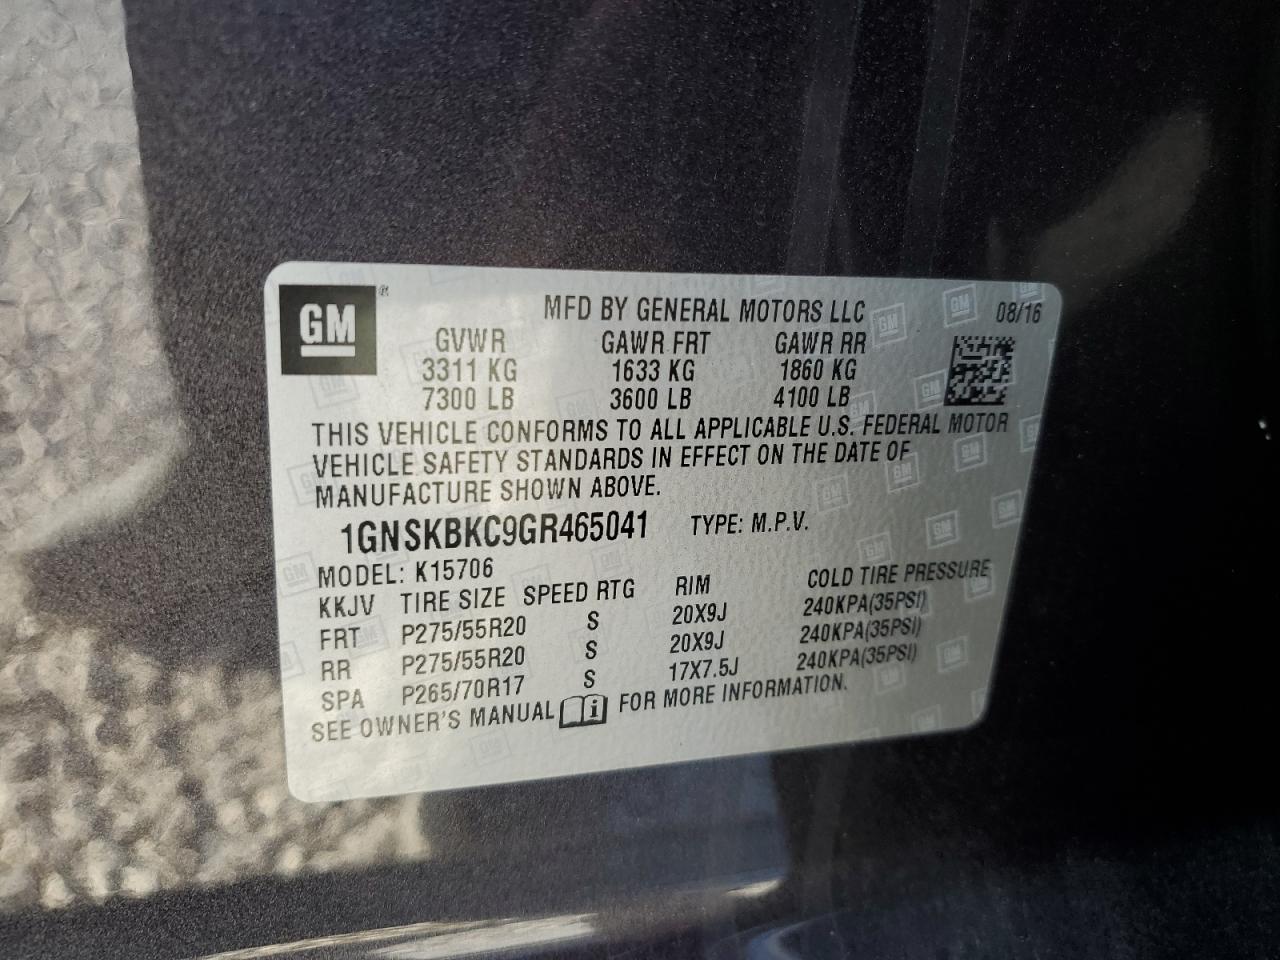 GM ®
MFD BY GENERAL MOTORS LLC 08/16
GVWR GAWR FRT GAWR RR
3311 KG 1633 KG 1860 KG
7300 LB 3600 LB 4100 LB
THIS VEHICLE CONFORMS TO ALL APPLICABLE U.S. FEDERAL MOTOR
VEHICLE SAFETY STANDARDS IN EFFECT ON THE DATE OF
MANUFACTURE SHOWN ABOVE.
1GNSKBKC9GR465041 TYPE: M.P.V.
MODEL: K15706
KKJV TIRE SIZE SPEED RTG RIM COLD TIRE PRESSURE
FRT P275/55R20 S 20X9J 240KPA(35PSI)
RR P275/55R20 S 20X9J 240KPA(35PSI)
SPA P265/70R17 S 17X7.5J 240KPA(35PSI)
SEE OWNER'S MANUAL i FOR MORE INFORMATION.